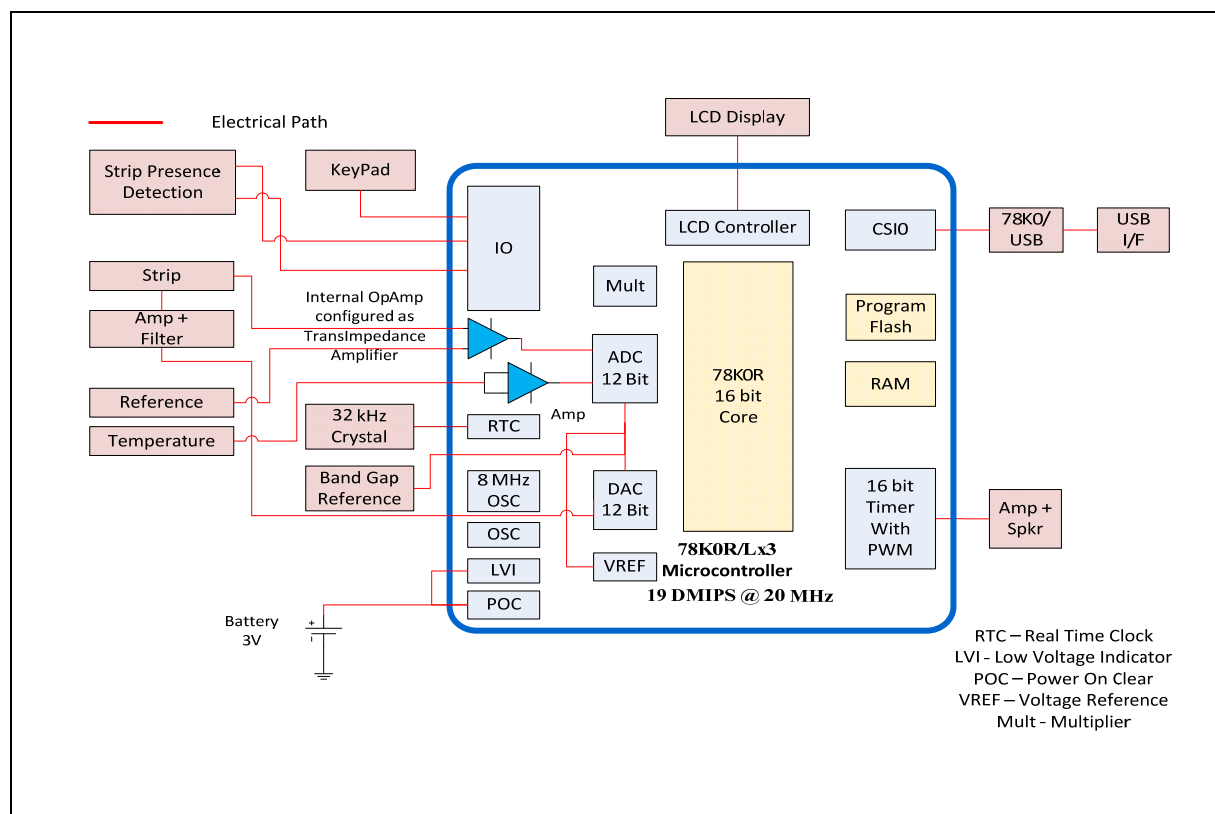 Electrical Path
Strip Presence
Detection
KeyPad
LCD Display
IO
LCD Controller
CSI0
78K0/
USB
USB
I/F
Strip
Amp +
Filter
Internal OpAmp
configured as
TransImpedance
Amplifier
Mult
Program
Flash
ADC
12 Bit
78K0R
16 bit
Core
RAM
Reference
Temperature
32 kHz
Crystal
RTC
Amp
Band Gap
Reference
8 MHz
OSC
DAC
12 Bit
16 bit
Timer
With
PWM
Amp +
Spkr
OSC
LVI
VREF
POC
78K0R/Lx3
Microcontroller
19 DMIPS @ 20 MHz
Battery
3V
+
-
RTC – Real Time Clock
LVI - Low Voltage Indicator
POC – Power On Clear
VREF – Voltage Reference
Mult - Multiplier